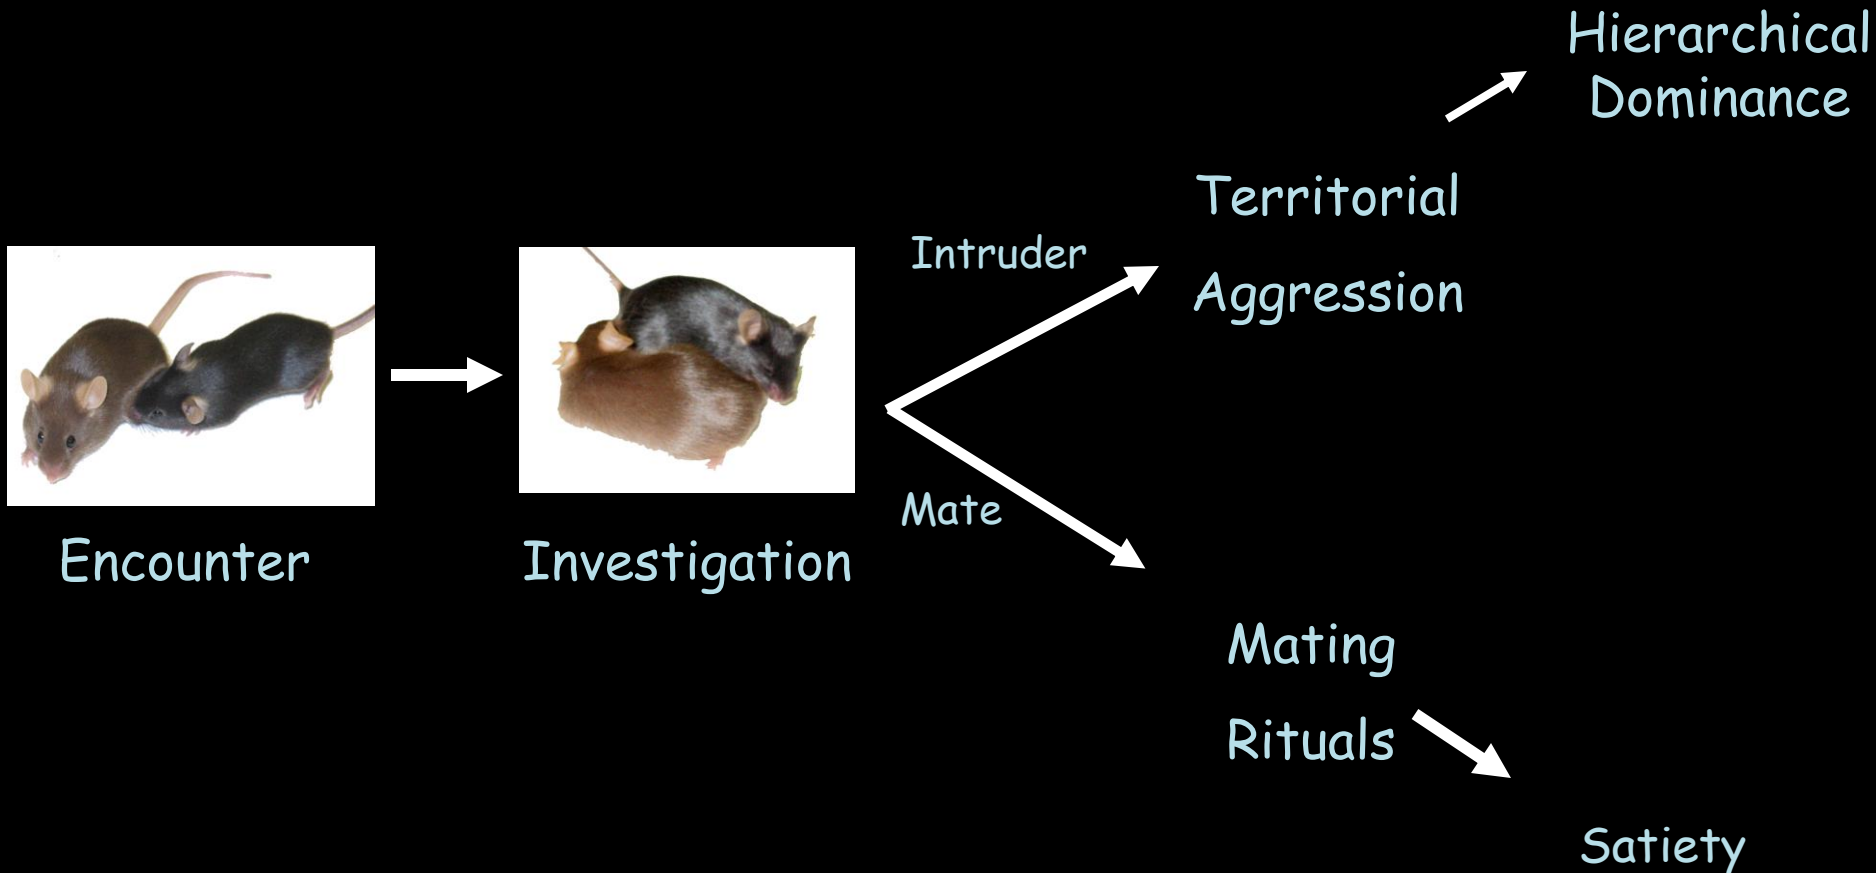 Hierarchical
Dominance
Territorial
Aggression
Intruder
Mate
Encounter
Investigation
Mating
Rituals
Satiety